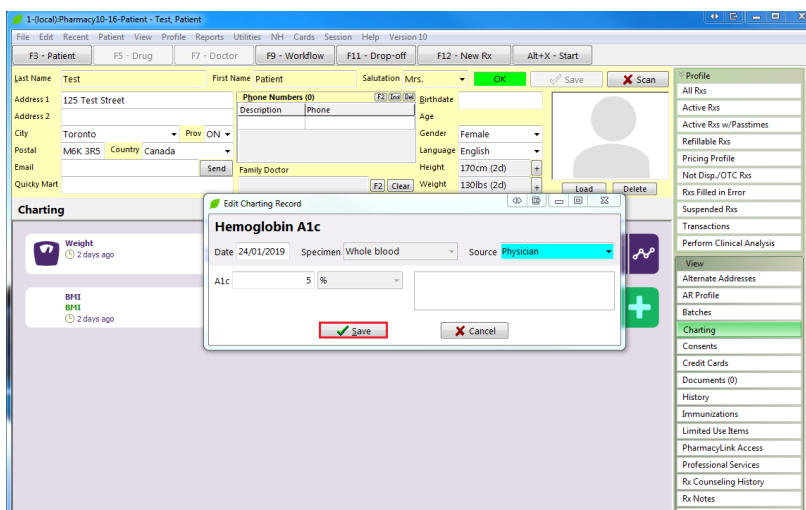 1-(local):Pharmacy10-16-Patient - Test, Patient
File Edit Recent Patient View Profile Reports Utilities NH Cards Session Help Version 10
F3 - Patient F5 - Drug F7 - Doctor F9 - Workflow F11 - Drop-off F12 - New Rx Alt+X - Start
Last Name Test First Name Patient Salutation Mrs. OK Save Scan
Address 1 125 Test Street Phone Numbers (0) F2 Ins Del Birthdate
Address 2 Description Phone Age
City Toronto Prov ON Gender Female
Postal M6K 3R5 Country Canada Language English
Email Send Family Doctor Height 170cm (2d) +
Quicky Mart F2 Clear Weight 130lbs (2d) + Load Delete
Charting
Weight
2 days ago
BMI
BMI
2 days ago
Edit Charting Record
Hemoglobin A1c
Date 24/01/2019 Specimen Whole blood Source Physician
A1c 5 %
Save Cancel
Profile
All Rxs
Active Rxs
Active Rxs w/Passtimes
Refillable Rxs
Pricing Profile
Not Disp./OTC Rxs
Rxs Filled in Error
Suspended Rxs
Transactions
Perform Clinical Analysis
View
Alternate Addresses
AR Profile
Batches
Charting
Consents
Credit Cards
Documents (0)
History
Immunizations
Limited Use Items
PharmacyLink Access
Professional Services
Rx Counseling History
Rx Notes